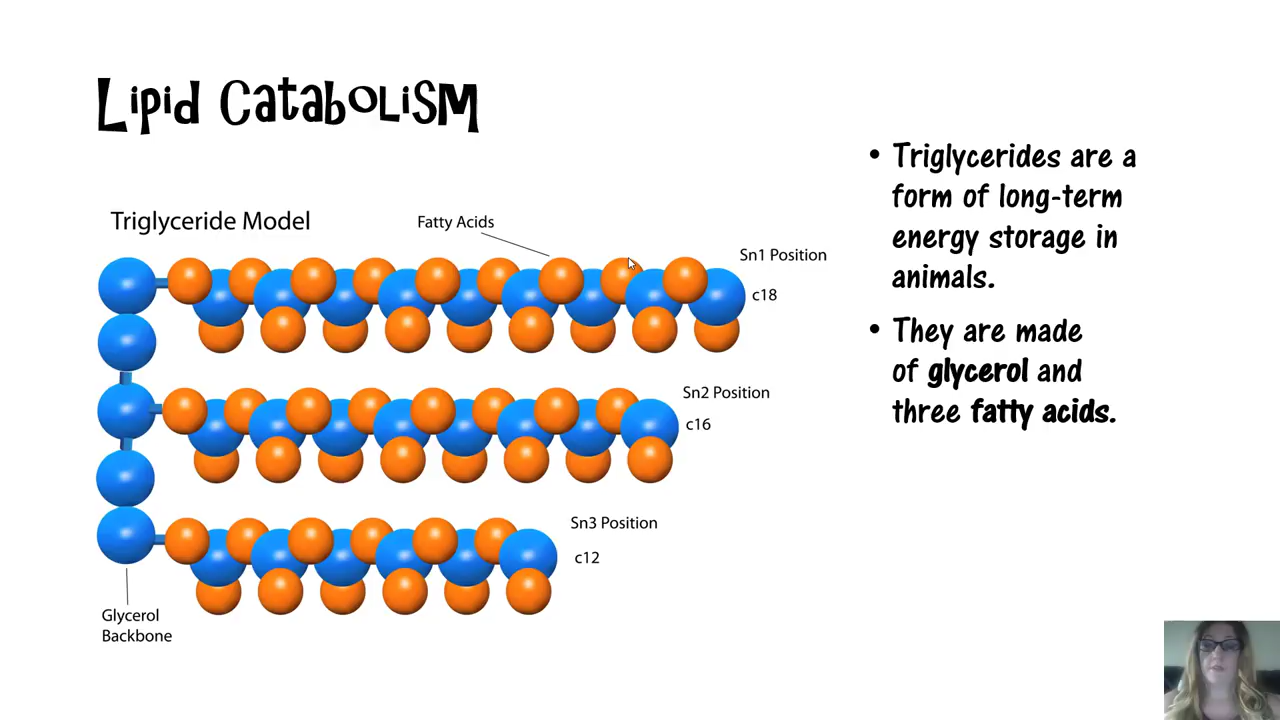 Lipid Catabolism
Triglyceride Model
Fatty Acids
Sn1 Position
c18
Sn2 Position
c16
Sn3 Position
c12
Glycerol
Backbone
• Triglycerides are a
form of long-term
energy storage in
animals.
• They are made
of glycerol and
three fatty acids.